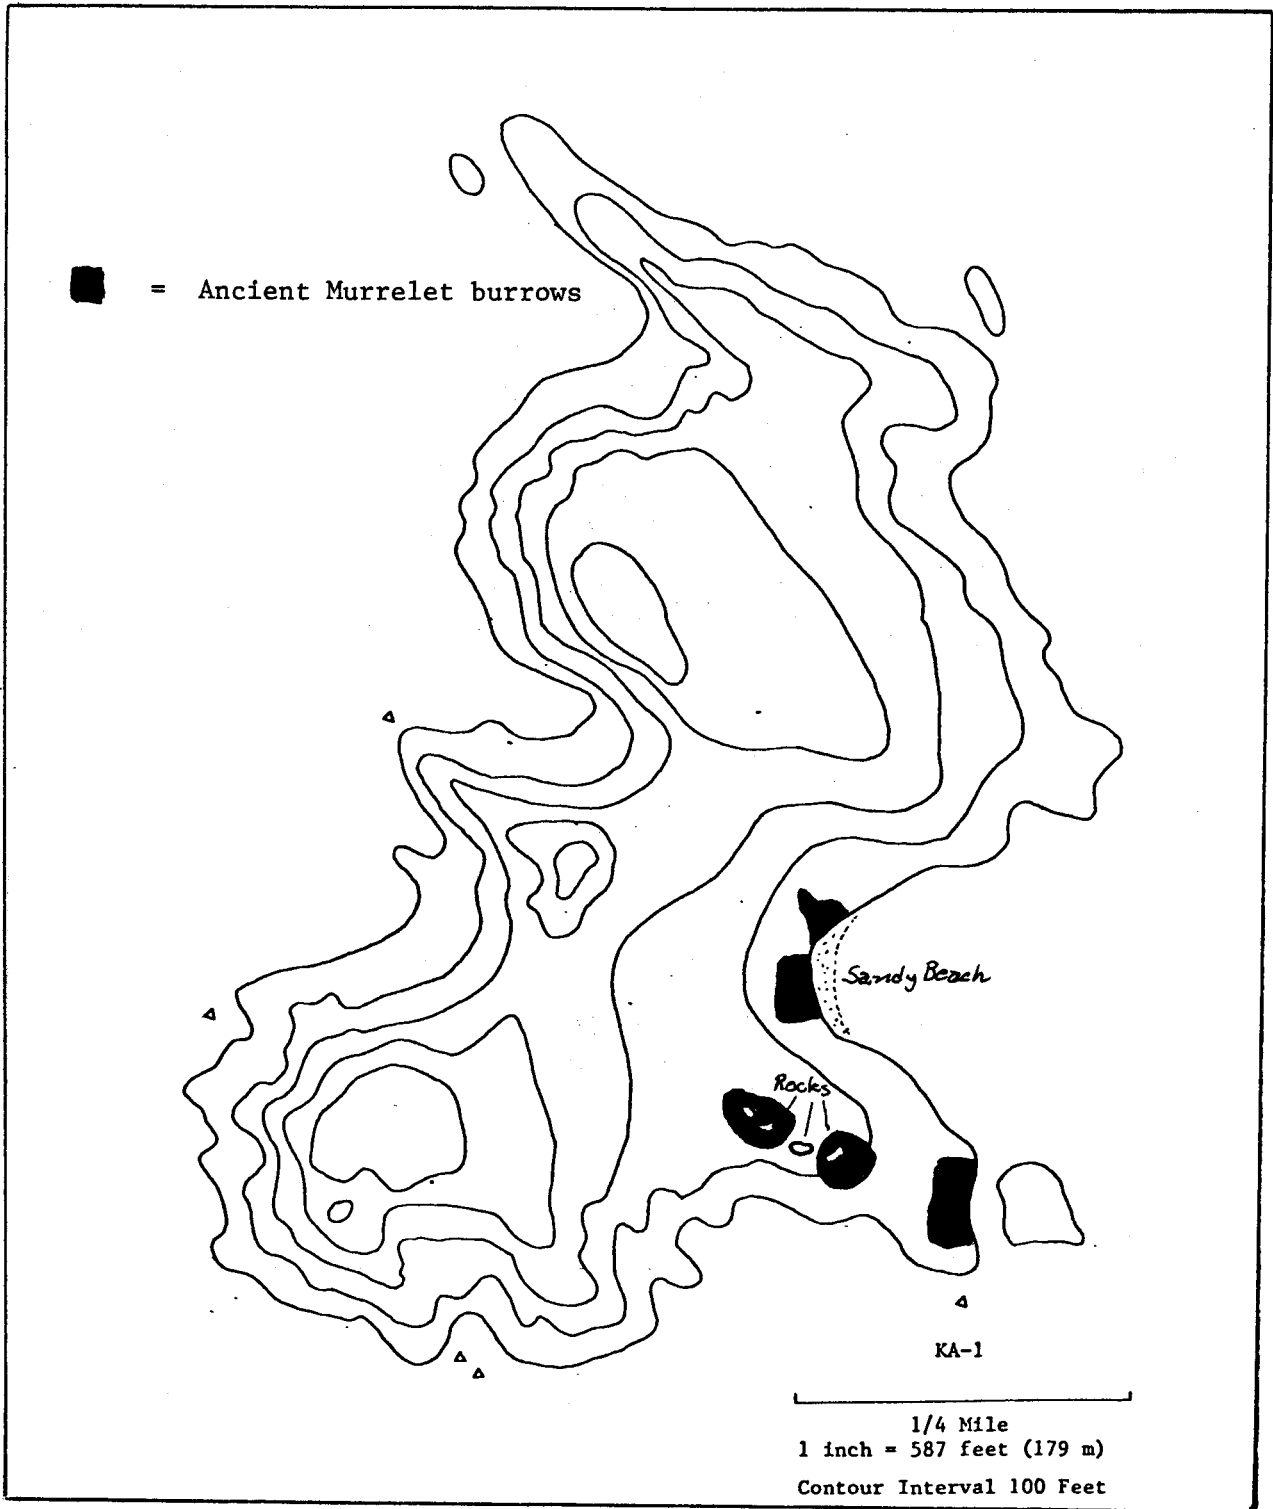 = Ancient Murrelet burrows
Sandy Beach
Rocks
KA-1
1/4 Mile
1 inch = 587 feet (179 m)
Contour Interval 100 Feet